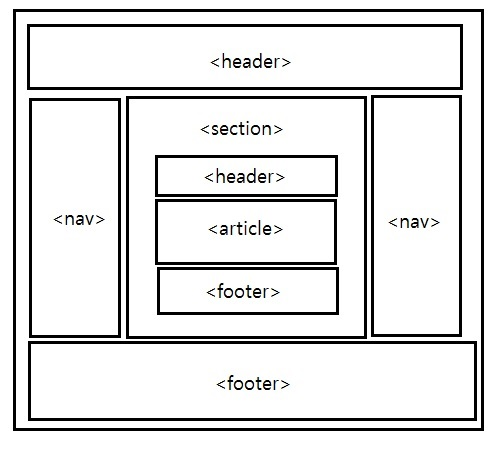 <header>
<section>
<header>
<nav>
<article>
<nav>
<footer>
<footer>